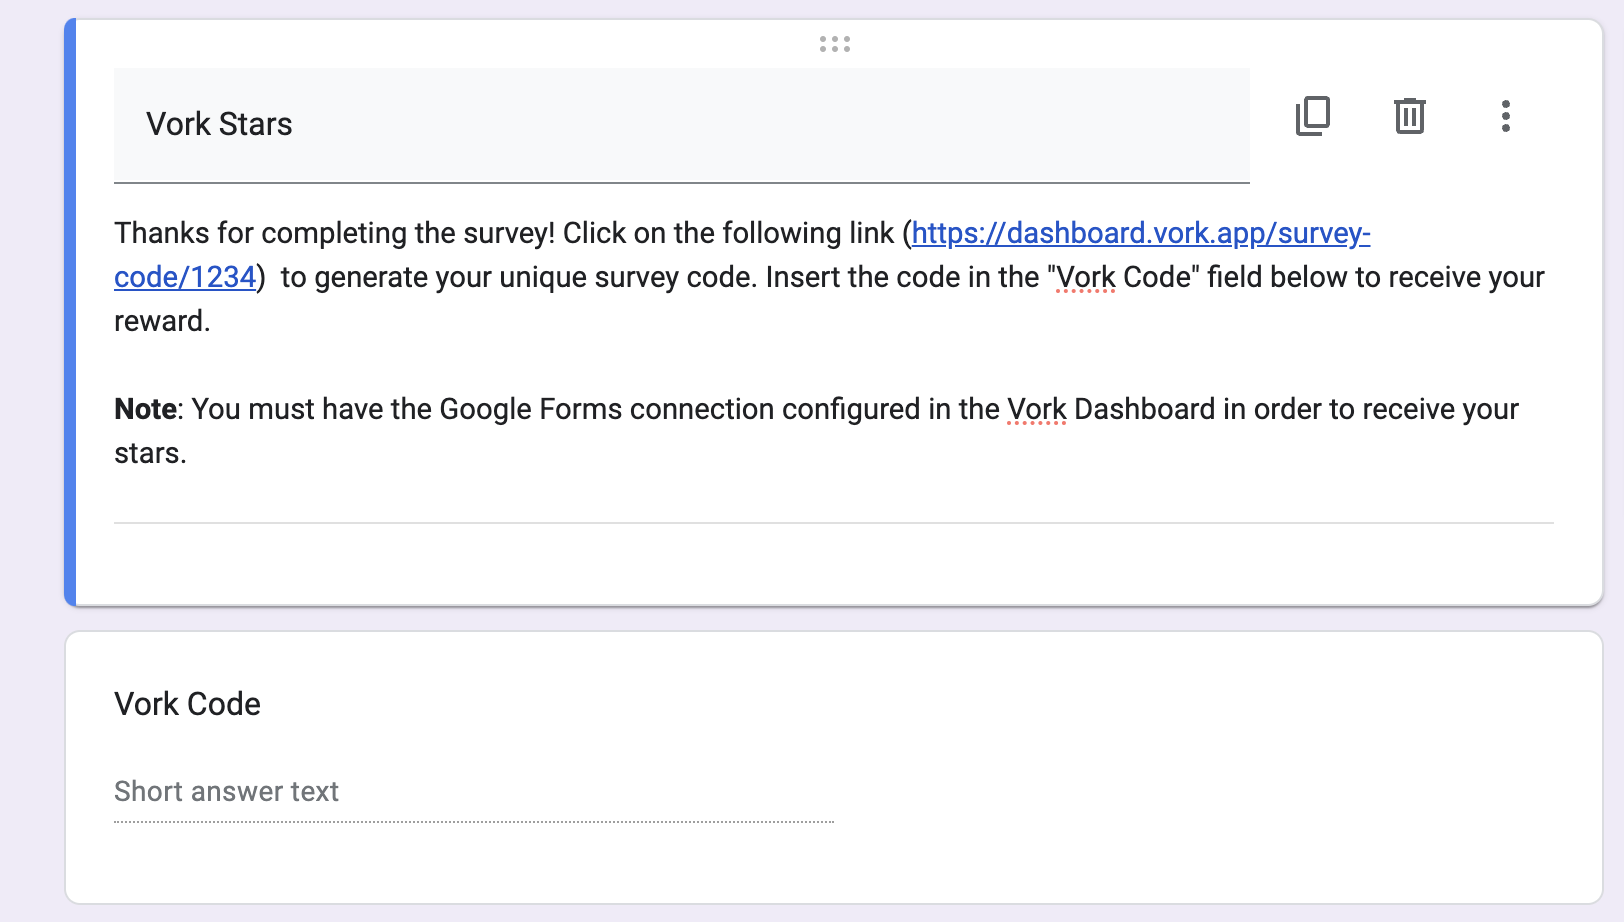 Vork Stars
Thanks for completing the survey! Click on the following link (https://dashboard.vork.app/survey-
code/1234)  to generate your unique survey code. Insert the code in the "Vork Code" field below to receive your
reward.
Note: You must have the Google Forms connection configured in the Vork Dashboard in order to receive your
stars.
Vork Code
Short answer text